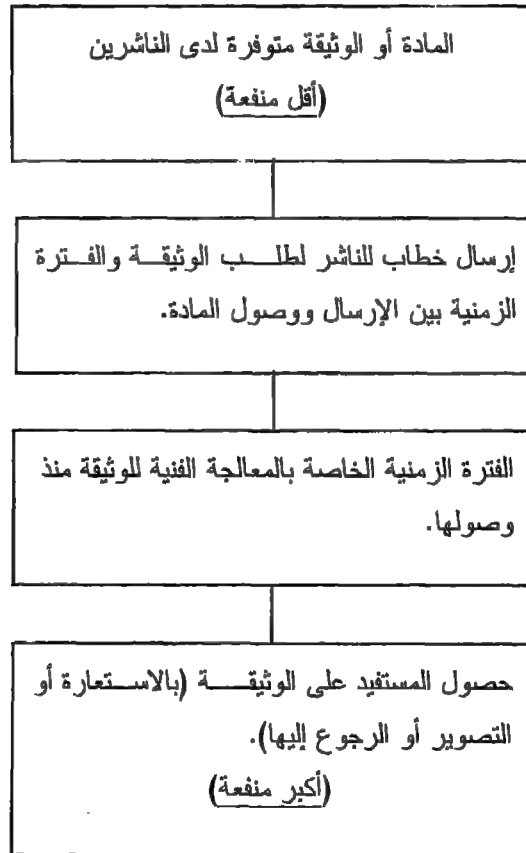 المادة أو الوثيقة متوفرة لدى الناشرين
(أقل منفعة)
إرسال خطاب للناشر لطلب الوثيقة والفترة
الزمنية بين الإرسال ووصول المادة.
الفترة الزمنية الخاصة بالمعالجة الفنية للوثيقة منذ
وصولها.
حصول المستفيد على الوثيقة (بالاستعارة أو
التصوير أو الرجوع إليها).
(أكبر منفعة)